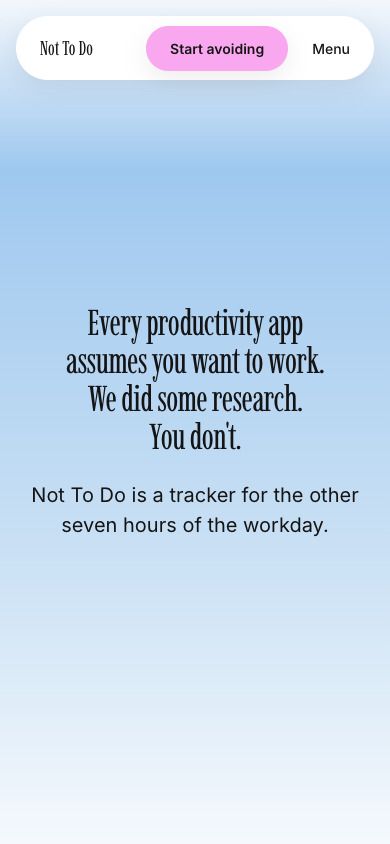 Not To Do
Start avoiding
Menu
Every productivity app
assumes you want to work.
We did some research.
You don't.
Not To Do is a tracker for the other
seven hours of the workday.